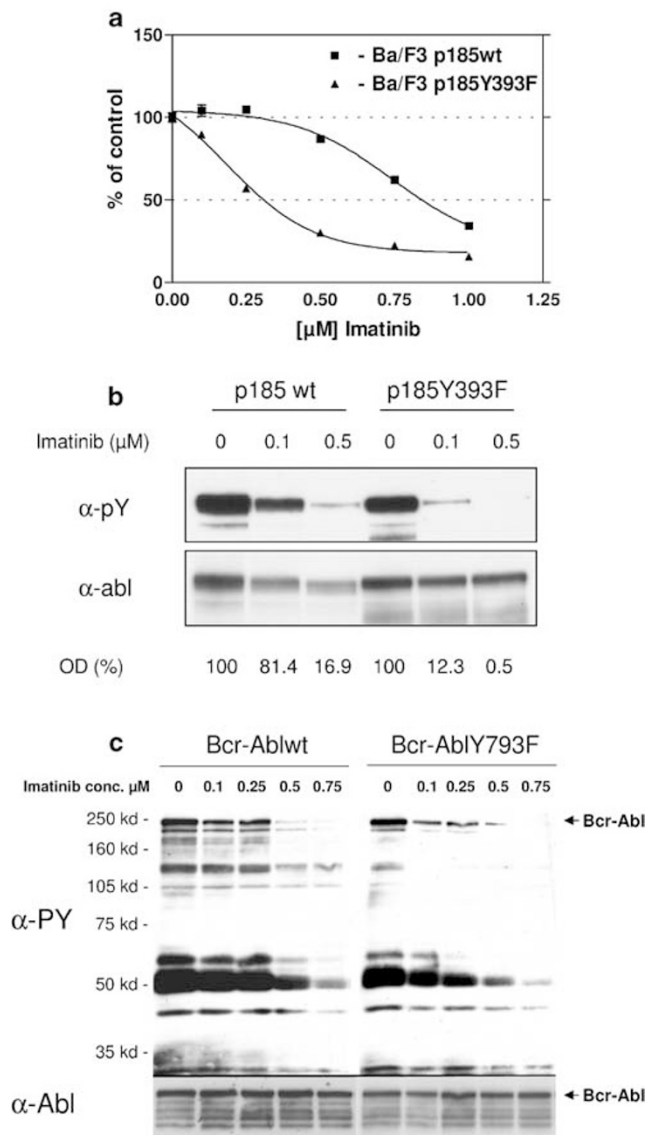 a
150
100
50
0
% of control
- Ba/F3 p185wt
- Ba/F3 p185Y393F
0.00 0.25 0.50 0.75 1.00 1.25
[µM] Imatinib
b
p185 wt p185Y393F
Imatinib (µM) 0 0.1 0.5 0 0.1 0.5
α-pY
α-abl
OD (%) 100 81.4 16.9 100 12.3 0.5
c
Bcr-Ablwt Bcr-AblY793F
Imatinib conc. µM 0 0.1 0.25 0.5 0.75 0 0.1 0.25 0.5 0.75
250 kd - ← Bcr-Abl
160 kd -
105 kd -
75 kd -
α-PY
50 kd -
35 kd -
α-Abl ← Bcr-Abl